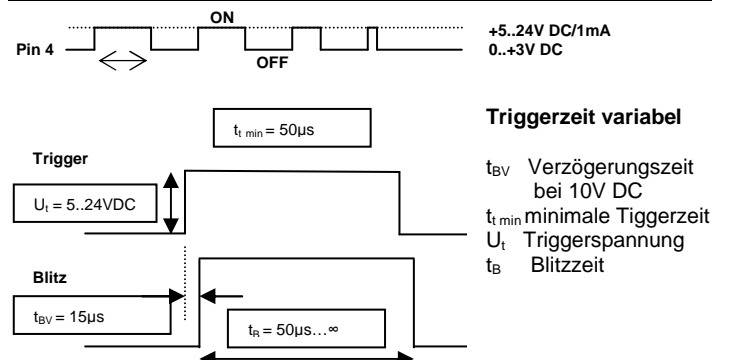 ON
+5..24V DC/1mA
Pin 4
0..+3V DC
OFF
Triggerzeit variabel
t_t min = 50µs
Trigger
t_BV Verzögerungszeit
bei 10V DC
U_t = 5..24VDC
t_t min minimale Tiggerzeit
U_t Triggerspannung
t_B Blitzzeit
Blitz
t_BV = 15µs
t_B = 50µs…∞